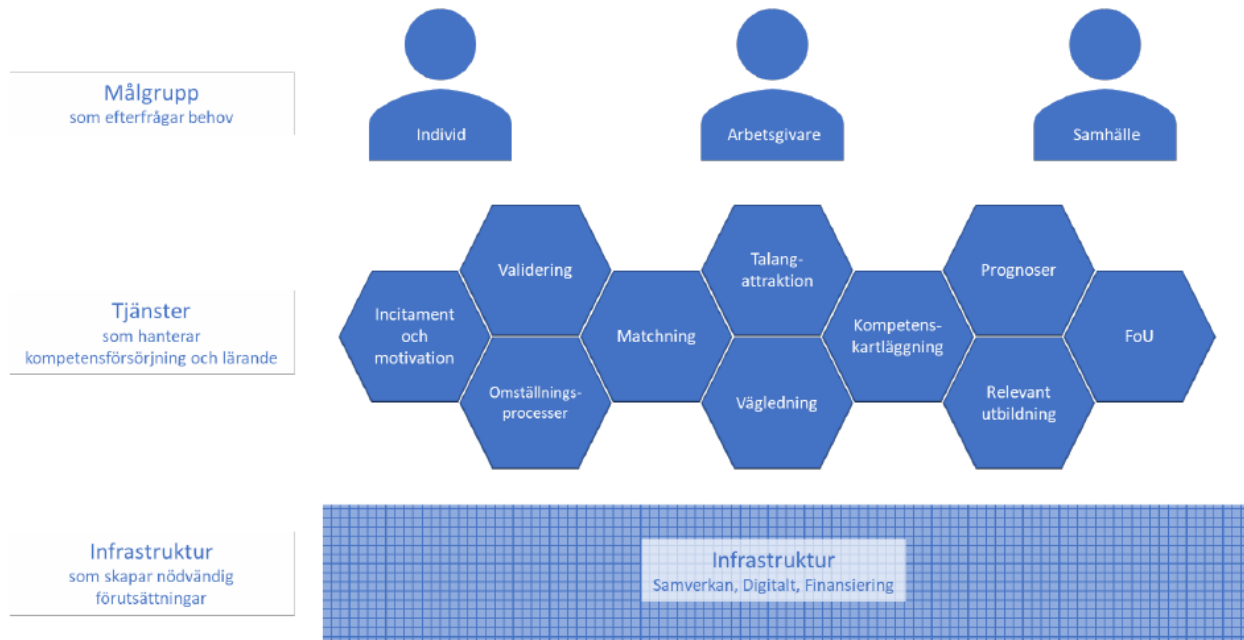 Målgrupp
som efterfrågar behov
Individ
Arbetsgivare
Samhälle
Tjänster
som hanterar
kompetensförsörjning och lärande
Incitament
och
motivation
Validering
Omställnings-
processer
Matchning
Talang-
attraktion
Vägledning
Kompetens-
kartläggning
Prognoser
Relevant
utbildning
FoU
Infrastruktur
som skapar nödvändig
förutsättningar
Infrastruktur
Samverkan, Digitalt, Finansiering